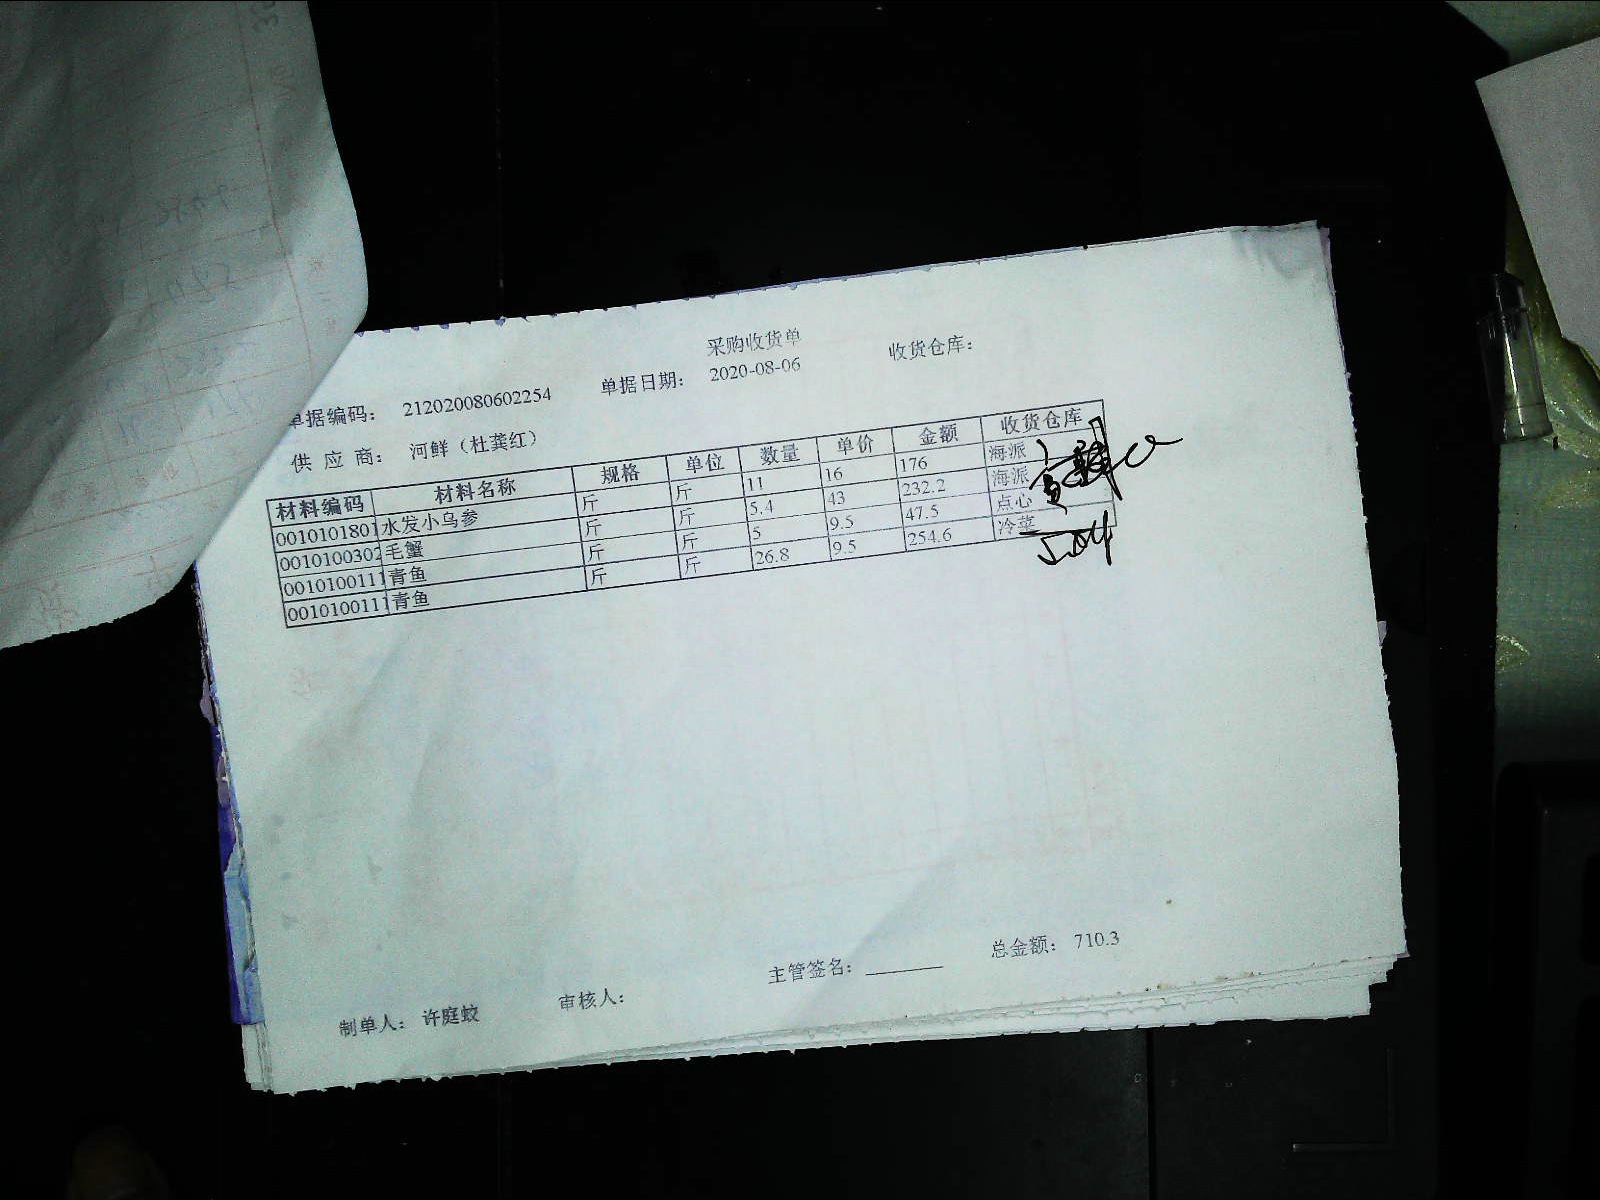 采购收货单
单据编码: 212020080602254 单据日期: 2020-08-06 收货仓库:
供 应 商: 河鲜（杜龚红）
材料编码 材料名称 规格 单位 数量 单价 金额 收货仓库
0010101801 水发小乌参 斤 斤 11 16 176 海派
0010100302 毛蟹 斤 斤 5.4 43 232.2 海派
0010100111 青鱼 斤 斤 5 9.5 47.5 点心
0010100111 青鱼 斤 斤 26.8 9.5 254.6 冷菜
总金额: 710.3
制单人: 许庭蛟 审核人: 主管签名: